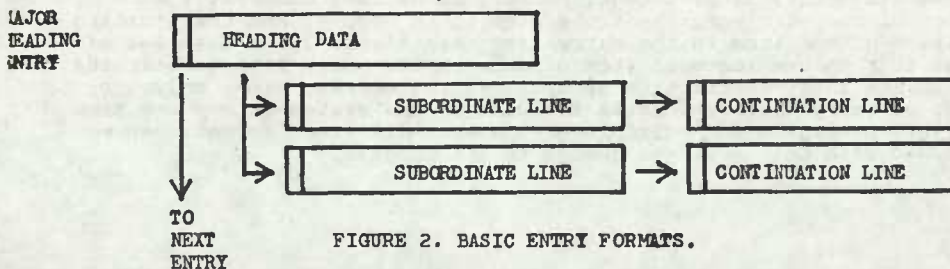 MAJOR
HEADING
ENTRY
HEADING DATA
SUBORDINATE LINE
CONTINUATION LINE
SUBORDINATE LINE
CONTINUATION LINE
TO
NEXT
ENTRY
FIGURE 2. BASIC ENTRY FORMATS.